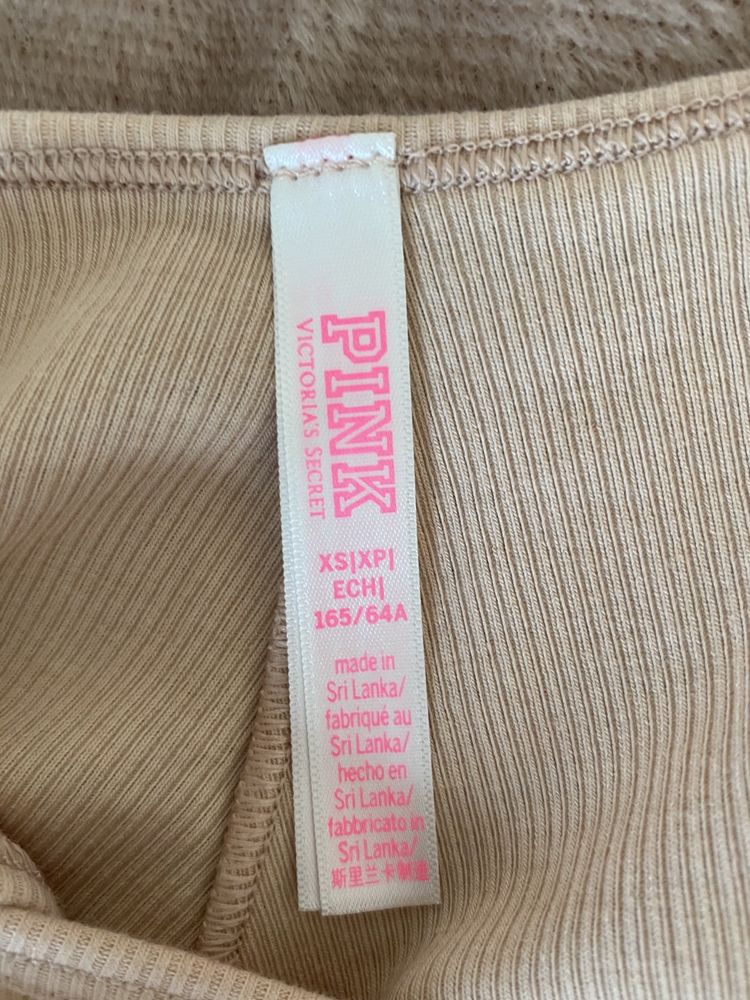 PINK
VICTORIA'S SECRET
XS|XP|
ECH|
165/64A
made in
Sri Lanka/
fabriqué au
Sri Lanka/
hecho en
Sri Lanka/
fabbricato in
Sri Lanka/
斯里兰卡制造